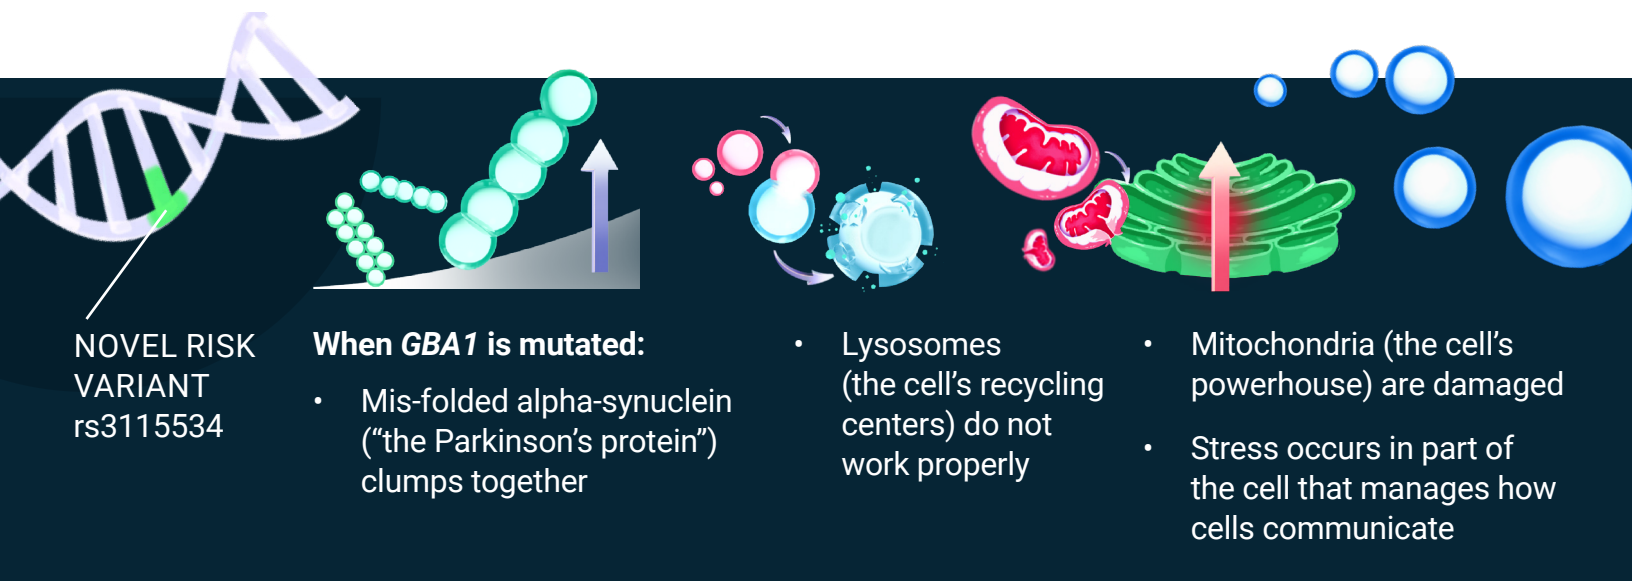 NOVEL RISK
VARIANT
rs3115534
When GBA1 is mutated:
• Mis-folded alpha-synuclein
(“the Parkinson’s protein”)
clumps together
• Lysosomes
(the cell’s recycling
centers) do not
work properly
• Mitochondria (the cell’s
powerhouse) are damaged
• Stress occurs in part of
the cell that manages how
cells communicate